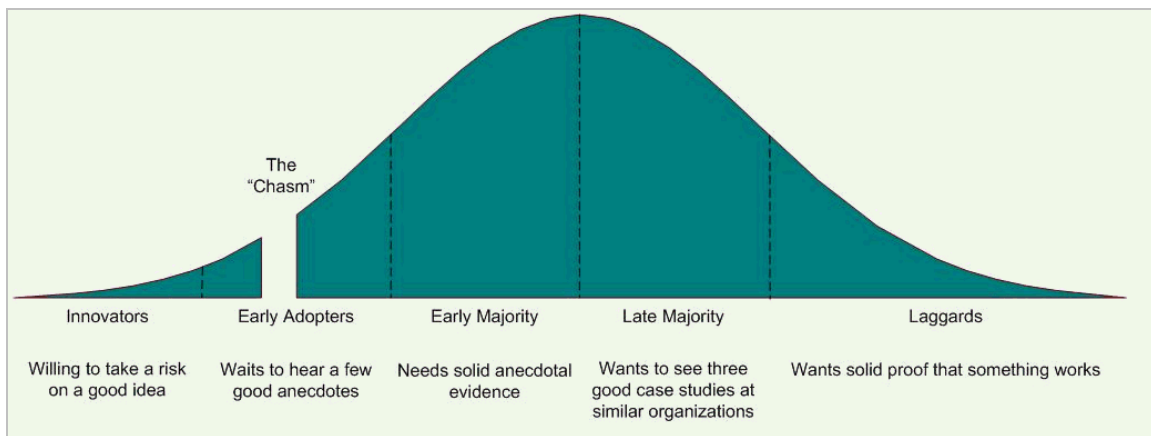 The
“Chasm”
Innovators
Early Adopters
Early Majority
Late Majority
Laggards
Willing to take a risk
on a good idea
Waits to hear a few
good anecdotes
Needs solid anecdotal
evidence
Wants to see three
good case studies at
similar organizations
Wants solid proof that something works